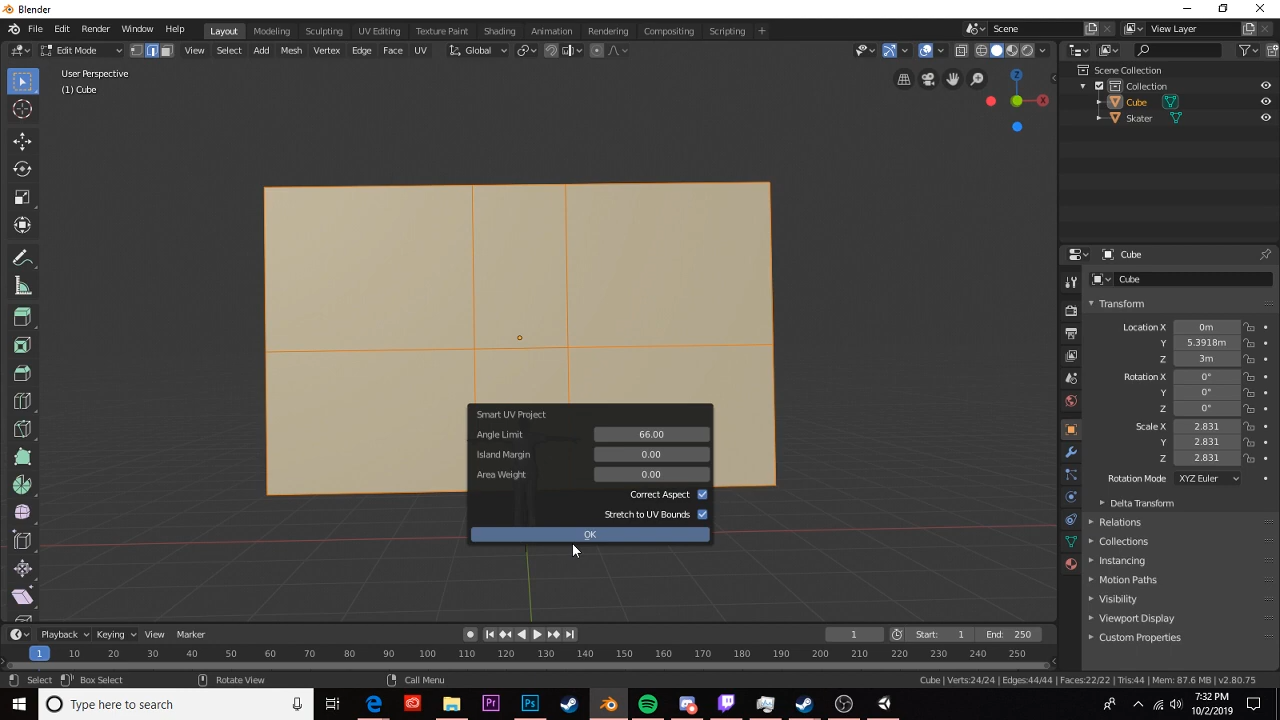 Blender
File Edit Render Window Help
Layout Modeling Sculpting UV Editing Texture Paint Shading Animation Rendering Compositing Scripting +
Scene
View Layer
Edit Mode View Select Add Mesh Vertex Edge Face UV Global
User Perspective
(1) Cube
Z
X
Scene Collection
Collection
Cube
Skater
Cube
Cube
Transform
Location X 0m
Y 5.3918m
Z 3m
Rotation X 0°
Y 0°
Z 0°
Scale X 2.831
Y 2.831
Z 2.831
Rotation Mode XYZ Euler
Delta Transform
Relations
Collections
Instancing
Motion Paths
Visibility
Viewport Display
Custom Properties
Smart UV Project
Angle Limit 66.00
Island Margin 0.00
Area Weight 0.00
Correct Aspect
Stretch to UV Bounds
OK
Playback Keying View Marker 1 Start: 1 End: 250
1 10 20 30 40 50 60 70 80 90 100 110 120 130 140 150 160 170 180 190 200 210 220 230 240 250
Select Box Select Rotate View Call Menu Cube | Verts:24/24 | Edges:44/44 | Faces:22/22 | Tris:44 | Mem: 87.6 MB | v2.80.75
Type here to search
Pr
Ps
7:32 PM
10/2/2019